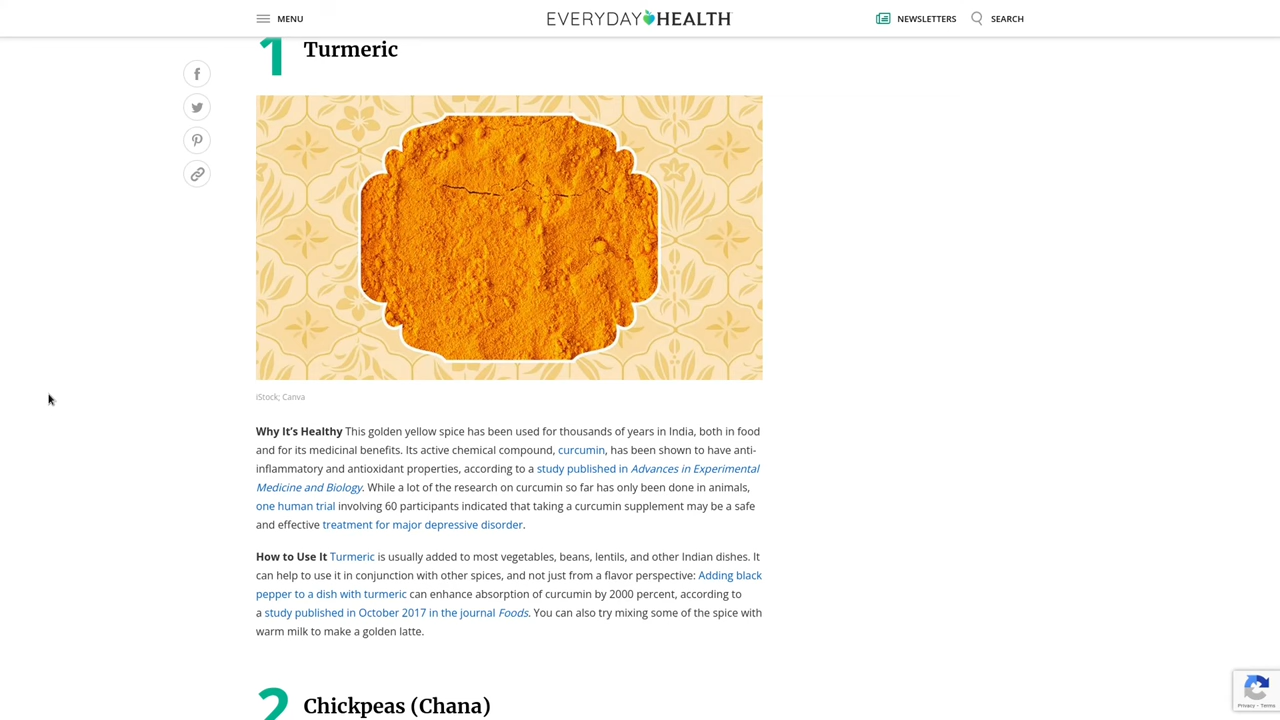 MENU
EVERYDAY HEALTH
NEWSLETTERS
SEARCH
1 Turmeric
iStock; Canva
Why It’s Healthy This golden yellow spice has been used for thousands of years in India, both in food
and for its medicinal benefits. Its active chemical compound, curcumin, has been shown to have anti-
inflammatory and antioxidant properties, according to a study published in Advances in Experimental
Medicine and Biology. While a lot of the research on curcumin so far has only been done in animals,
one human trial involving 60 participants indicated that taking a curcumin supplement may be a safe
and effective treatment for major depressive disorder.
How to Use It Turmeric is usually added to most vegetables, beans, lentils, and other Indian dishes. It
can help to use it in conjunction with other spices, and not just from a flavor perspective: Adding black
pepper to a dish with turmeric can enhance absorption of curcumin by 2000 percent, according to
a study published in October 2017 in the journal Foods. You can also try mixing some of the spice with
warm milk to make a golden latte.
2 Chickpeas (Chana)
Privacy - Terms